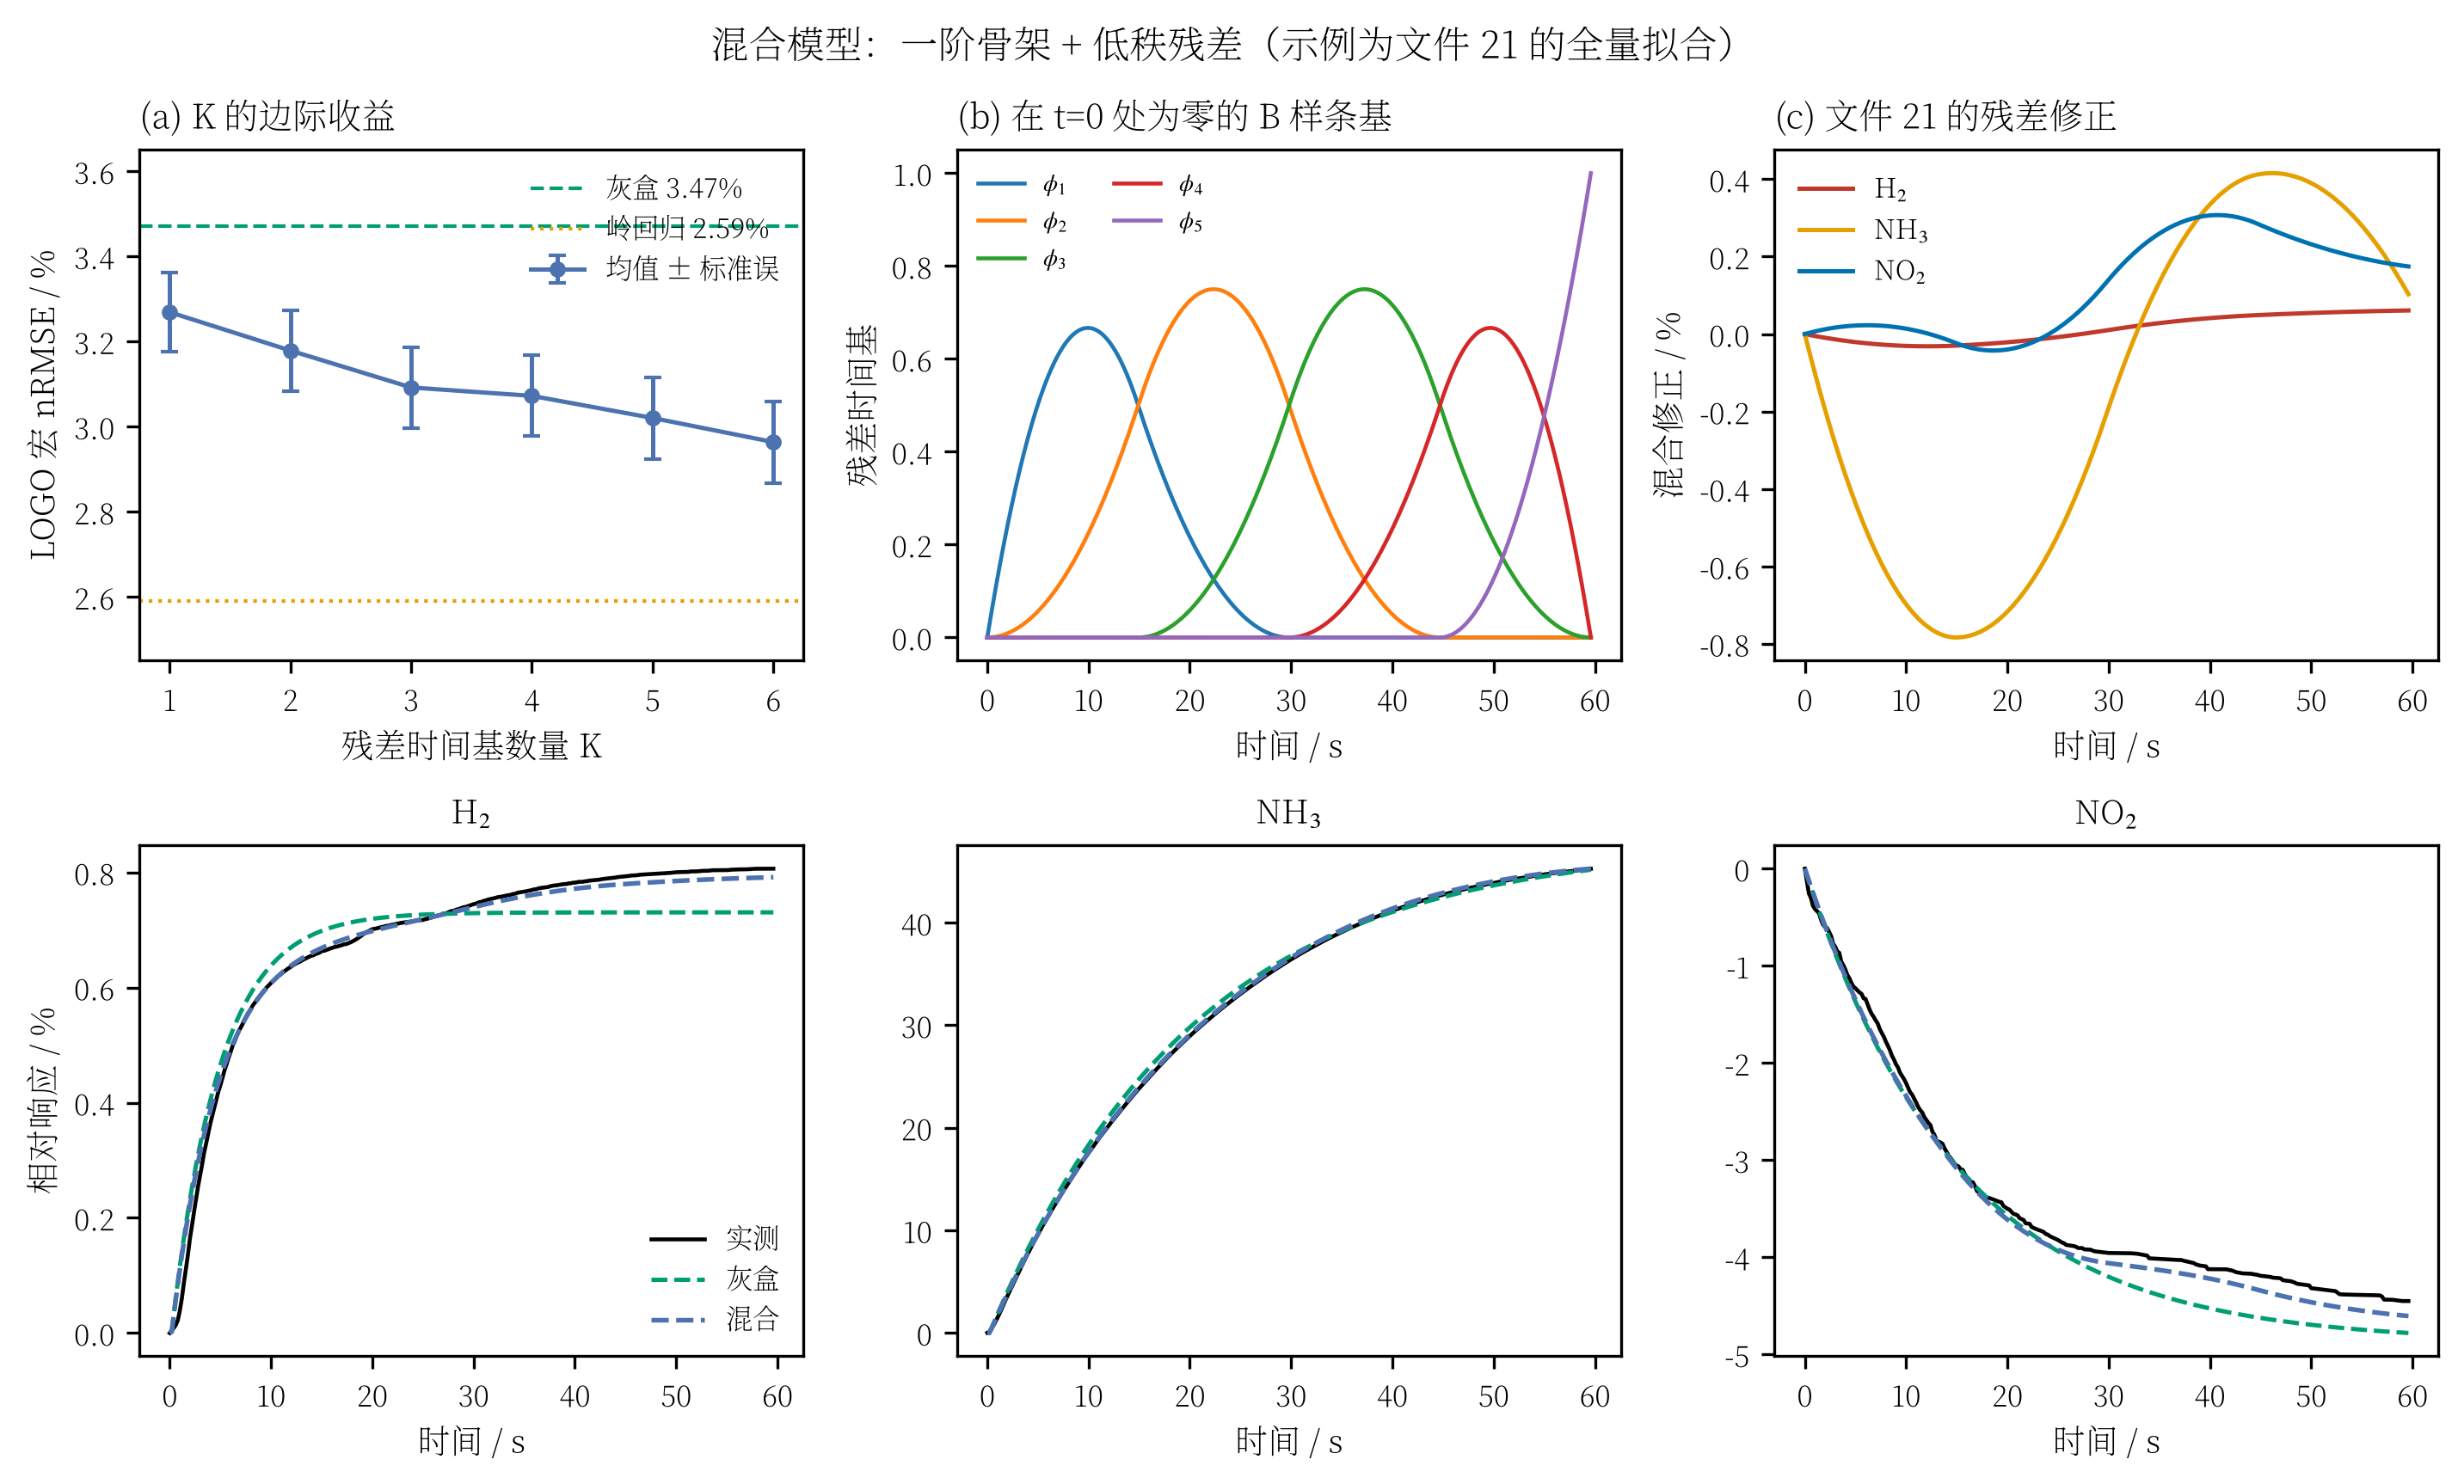 混合模型：一阶骨架 + 低秩残差（示例为文件 21 的全量拟合）
(a) K 的边际收益
LOGO 宏 nRMSE / %
3.6
3.4
3.2
3.0
2.8
2.6
灰盒 3.47%
岭回归 2.59%
均值 ± 标准误
1 2 3 4 5 6
残差时间基数量 K
(b) 在 t=0 处为零的 B 样条基
残差时间基
1.0
0.8
0.6
0.4
0.2
0.0
ϕ₁ ϕ₄
ϕ₂ ϕ₅
ϕ₃
0 10 20 30 40 50 60
时间 / s
(c) 文件 21 的残差修正
混合修正 / %
0.4
0.2
0.0
-0.2
-0.4
-0.6
-0.8
H₂
NH₃
NO₂
0 10 20 30 40 50 60
时间 / s
H₂
相对响应 / %
0.8
0.6
0.4
0.2
0.0
实测
灰盒
混合
0 10 20 30 40 50 60
时间 / s
NH₃
40
30
20
10
0
0 10 20 30 40 50 60
时间 / s
NO₂
0
-1
-2
-3
-4
-5
0 10 20 30 40 50 60
时间 / s